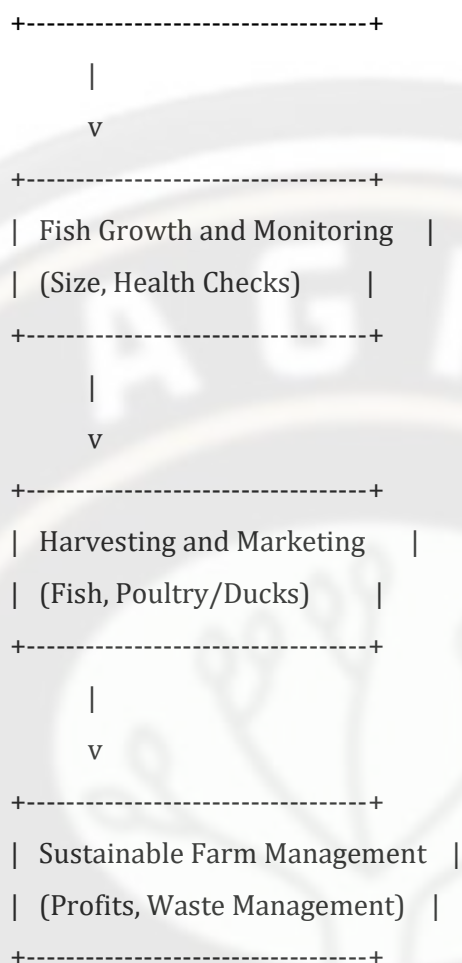 +----------------------------------+
|
v
+----------------------------------+
| Fish Growth and Monitoring |
| (Size, Health Checks) |
+----------------------------------+
|
v
+----------------------------------+
| Harvesting and Marketing |
| (Fish, Poultry/Ducks) |
+----------------------------------+
|
v
+----------------------------------+
| Sustainable Farm Management |
| (Profits, Waste Management) |
+----------------------------------+